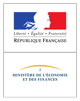 Liberté • Égalité • Fraternité
RÉPUBLIQUE FRANÇAISE
MINISTÈRE DE L'ÉCONOMIE
ET DES FINANCES